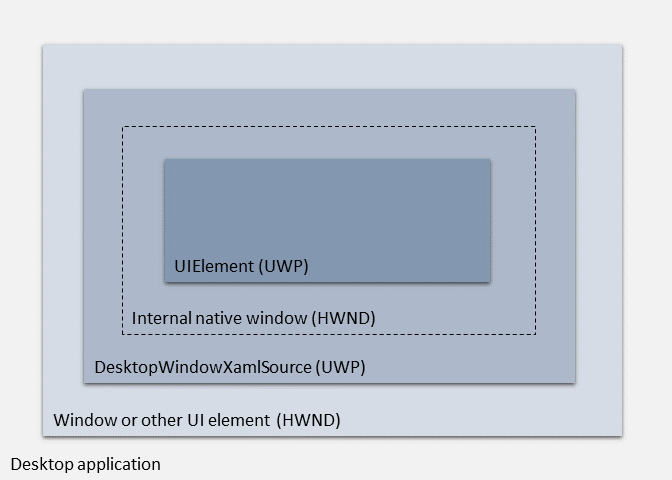 UIElement (UWP)
Internal native window (HWND)
DesktopWindowXamlSource (UWP)
Window or other UI element (HWND)
Desktop application